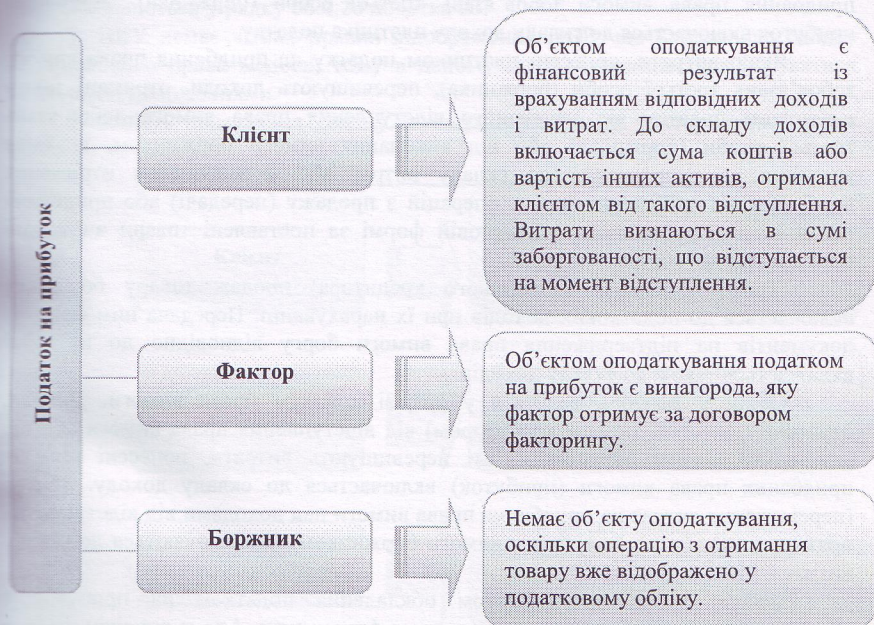 Податок на прибуток
Клієнт
Об’єктом оподаткування є
фінансовий результат із
врахуванням відповідних доходів
і витрат. До складу доходів
включається сума коштів або
вартість інших активів, отримана
клієнтом від такого відступлення.
Витрати визнаються в сумі
заборгованості, що відступається
на момент відступлення.
Фактор
Об’єктом оподаткування податком
на прибуток є винагорода, яку
фактор отримує за договором
факторингу.
Боржник
Немає об’єкту оподаткування,
оскільки операцію з отримання
товару вже відображено у
податковому обліку.